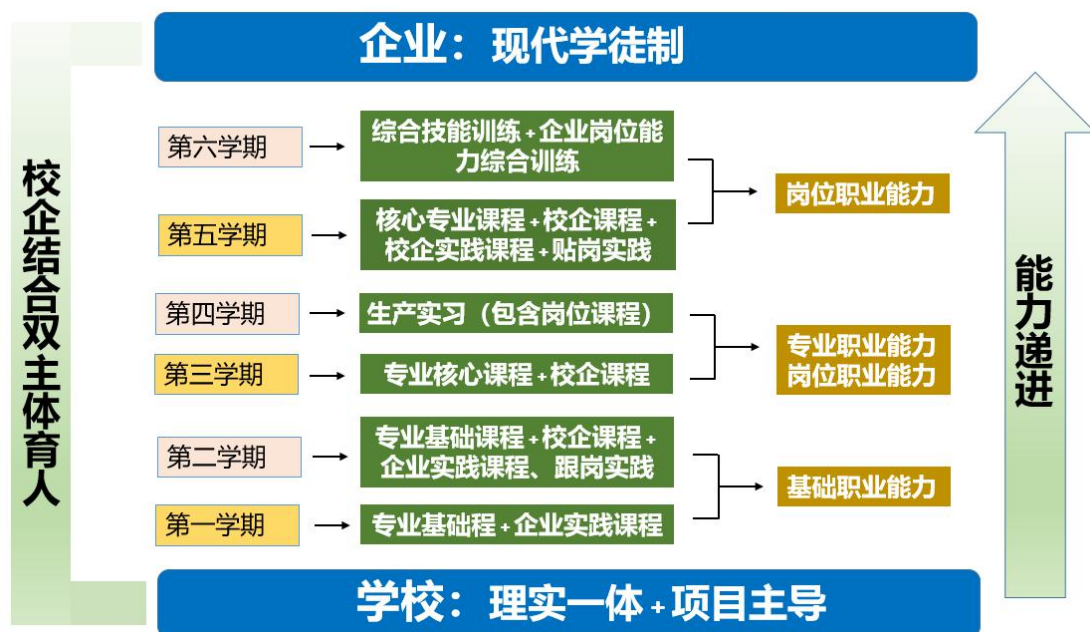 企业：现代学徒制
校企结合双主体育人
第六学期
综合技能训练+企业岗位能
力综合训练
岗位职业能力
第五学期
核心专业课程+校企课程+
校企实践课程+贴岗实践
第四学期
生产实习（包含岗位课程）
专业职业能力
岗位职业能力
第三学期
专业核心课程+校企课程
第二学期
专业基础课程+校企课程+
企业实践课程、跟岗实践
基础职业能力
第一学期
专业基础程+企业实践课程
能力递进
学校：理实一体+项目主导